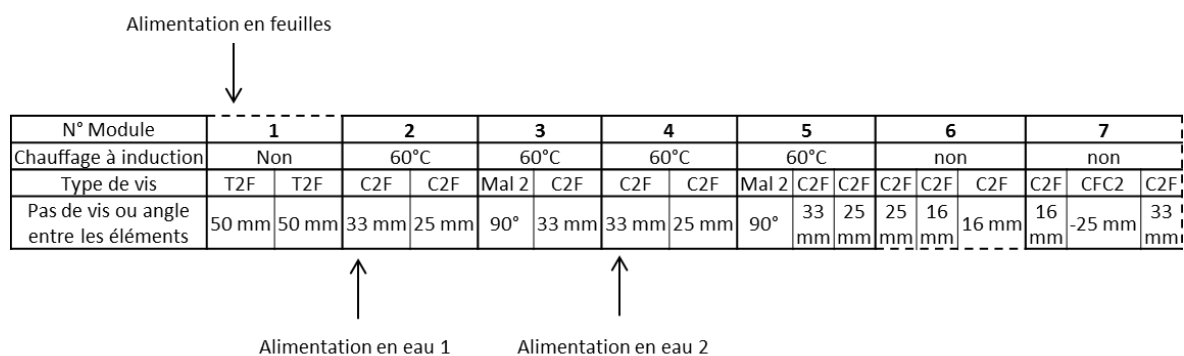 Alimentation en feuilles
N° Module 1 2 3 4 5 6 7
Chauffage à induction Non 60°C 60°C 60°C 60°C non non
Type de vis T2F T2F C2F C2F Mal 2 C2F C2F C2F Mal 2 C2F C2F C2F C2F C2F C2F CFC2 C2F
Pas de vis ou angle entre les éléments 50 mm 50 mm 33 mm 25 mm 90° 33 mm 33 mm 25 mm 90° 33 mm 25 mm 25 mm 16 mm 16 mm 16 mm -25 mm 33 mm
Alimentation en eau 1 Alimentation en eau 2